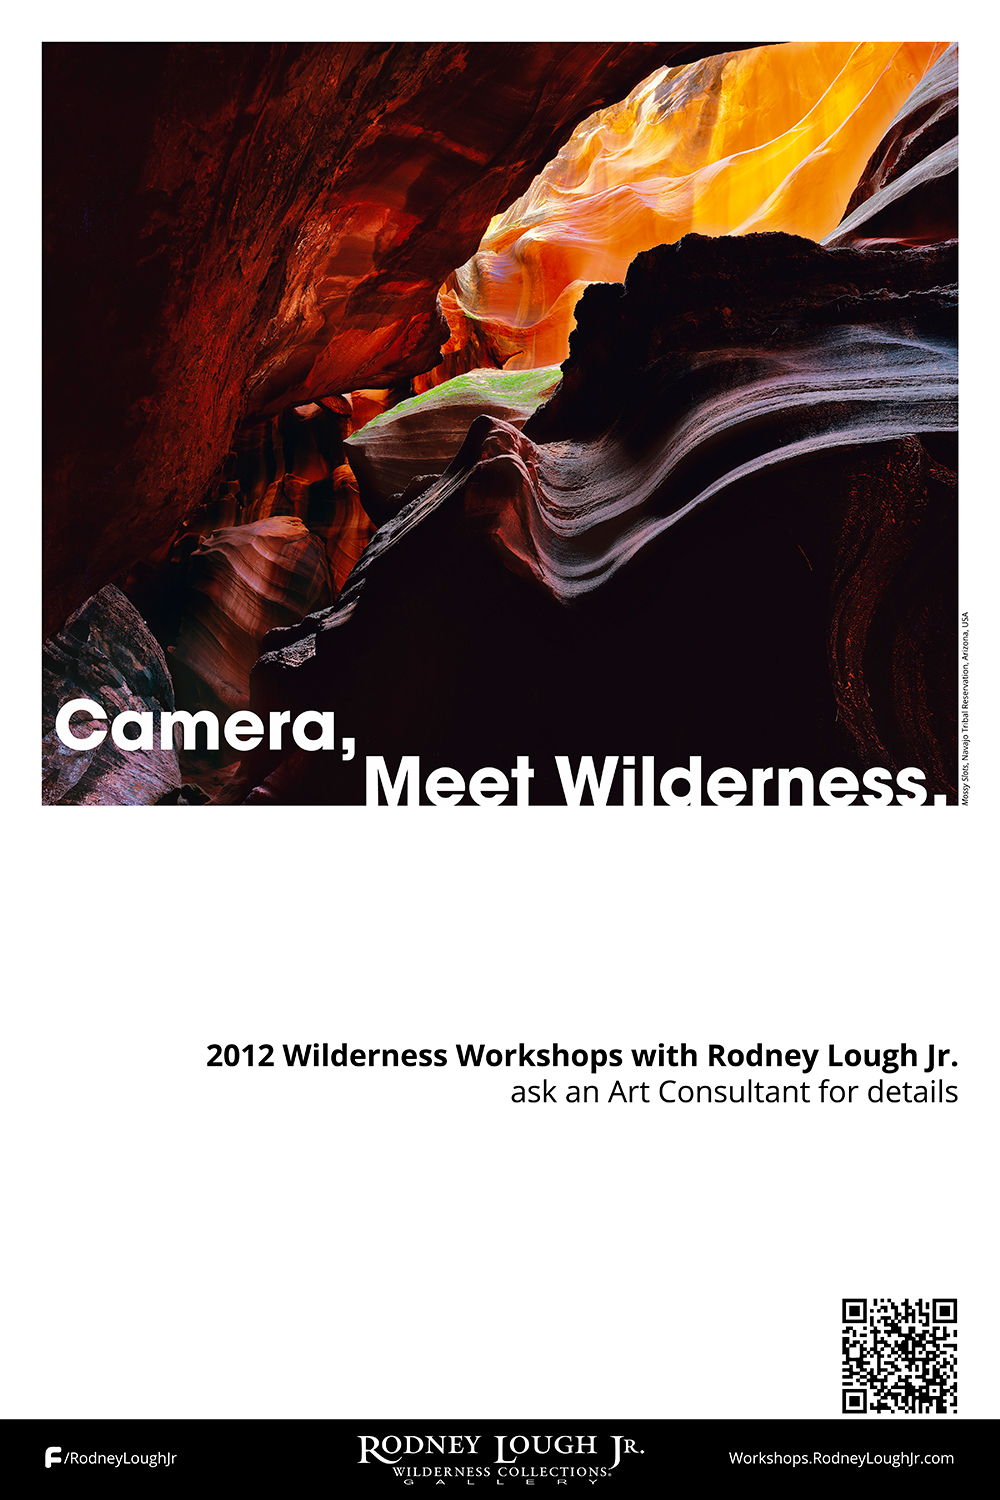 Camera,
Meet Wilderness.
Mossy Slots, Navajo Tribal Reservation, Arizona, USA
2012 Wilderness Workshops with Rodney Lough Jr.
ask an Art Consultant for details
F/RodneyLoughJr
RODNEY LOUGH JR.
WILDERNESS COLLECTIONS®
GALLERY
Workshops.RodneyLoughJr.com